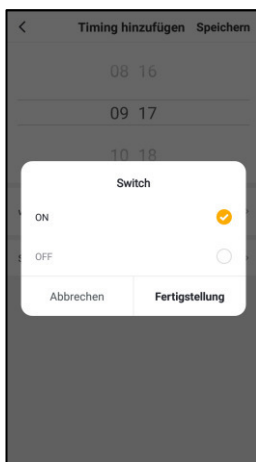 Timing hinzufügen Speichern
08 16
09 17
10 18
Switch
ON
OFF
Abbrechen Fertigstellung